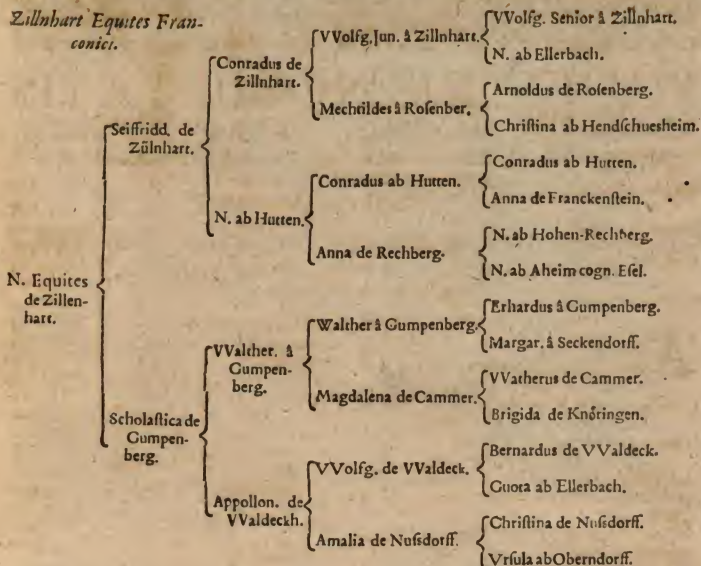 Zillnhart Equites Fran-
conici.
N. Equites
de Zillen-
hart.
Seiffridd. de
Zülnhart.
Scholaſtica de
Gumpen-
berg.
Conradus de
Zillnhart.
N. ab Hutten.
VValther. â
Gumpen-
berg.
Appollon. de
VValdeckh.
VVolfg. Jun. â Zillnhart.
Mechtildes â Roſenber.
Conradus ab Hutten.
Anna de Rechberg.
Walther â Gumpenberg.
Magdalena de Cammer.
VVolfg. de VValdeck.
Amalia de Nuſsdorff.
VVolfg. Senior â Zillnhart.
N. ab Ellerbach.
Arnoldus de Roſenberg.
Chriſtina ab Hendſchuesheim.
Conradus ab Hutten.
Anna de Franckenſtein.
N. ab Hohen-Rechberg.
N. ab Aheim cogn. Eſel.
Erhardus â Gumpenberg.
Margar. â Seckendorff.
VVatherus de Cammer.
Brigida de Knöringen.
Bernardus de VValdeck.
Guota ab Ellerbach.
Chriſtina de Nuſsdorff.
Vrſula ab Oberndorff.